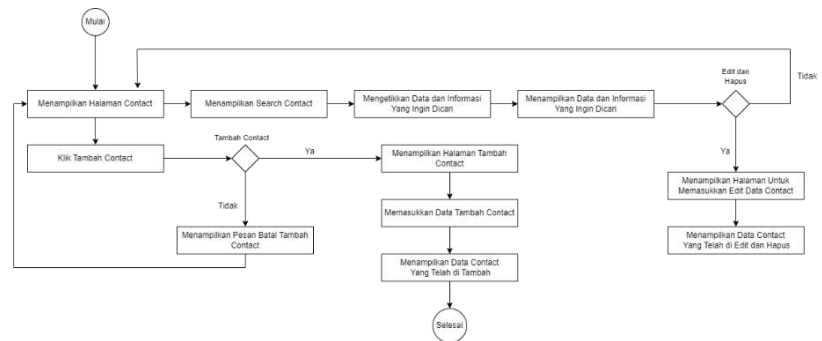 Mulai
Edit dan
Hapus
Tidak
Menampilkan Halaman Contact
Menampilkan Search Contact
Mengetikkan Data dan Informasi
Yang Ingin Dicari
Menampilkan Data dan Informasi
Yang Ingin Dicari
Tambah Contact
Klik Tambah Contact
Ya
Menampilkan Halaman Tambah
Contact
Ya
Menampilkan Halaman Untuk
Memasukkan Edit Data Contact
Tidak
Memasukkan Data Tambah Contact
Menampilkan Pesan Batal Tambah
Contact
Menampilkan Data Contact
Yang Telah di Edit dan Hapus
Menampilkan Data Contact
Yang Telah di Tambah
Selesai